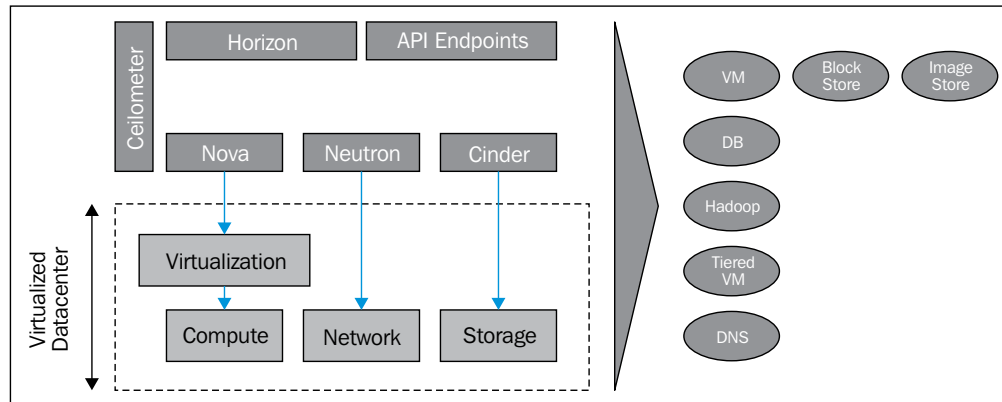 Ceilometer
Horizon
API Endpoints
Nova
Neutron
Cinder
Virtualized
Datacenter
Virtualization
Compute
Network
Storage
VM
Block
Store
Image
Store
DB
Hadoop
Tiered
VM
DNS